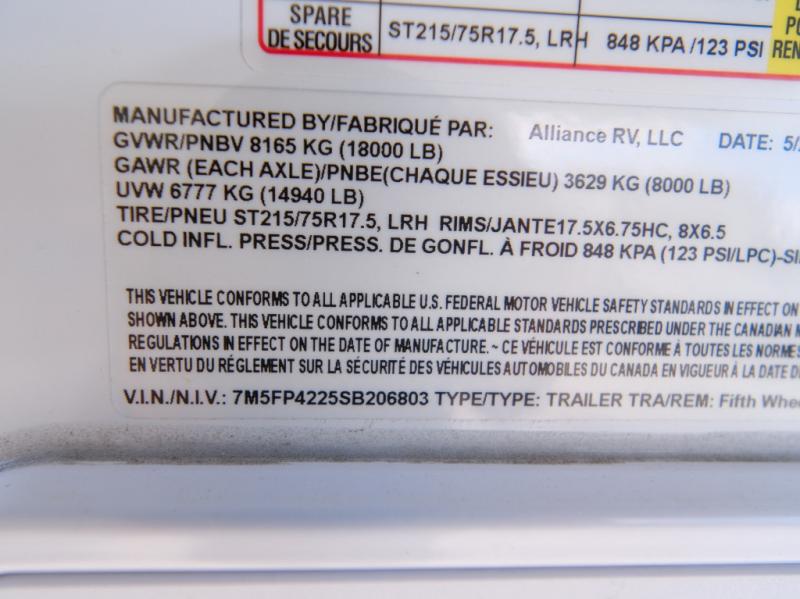 SPARE
DE SECOURS
ST215/75R17.5, LRH
848 KPA /123 PSI
MANUFACTURED BY/FABRIQUÉ PAR: Alliance RV, LLC DATE: 5/
GVWR/PNBV 8165 KG (18000 LB)
GAWR (EACH AXLE)/PNBE(CHAQUE ESSIEU) 3629 KG (8000 LB)
UVW 6777 KG (14940 LB)
TIRE/PNEU ST215/75R17.5, LRH RIMS/JANTE17.5X6.75HC, 8X6.5
COLD INFL. PRESS/PRESS. DE GONFL. À FROID 848 KPA (123 PSI/LPC)-SI
THIS VEHICLE CONFORMS TO ALL APPLICABLE U.S. FEDERAL MOTOR VEHICLE SAFETY STANDARDS IN EFFECT ON
SHOWN ABOVE. THIS VEHICLE CONFORMS TO ALL APPLICABLE STANDARDS PRESCRIBED UNDER THE CANADIAN
REGULATIONS IN EFFECT ON THE DATE OF MANUFACTURE. ~ CE VÉHICULE EST CONFORME À TOUTES LES NORMES
EN VERTU DU RÉGLEMENT SUR LA SÉCURITÉ DES VÉHICULES AUTOMOBILES DU CANADA EN VIGUEUR À LA DATE D
V.I.N./N.I.V.: 7M5FP4225SB206803 TYPE/TYPE: TRAILER TRA/REM: Fifth Whee